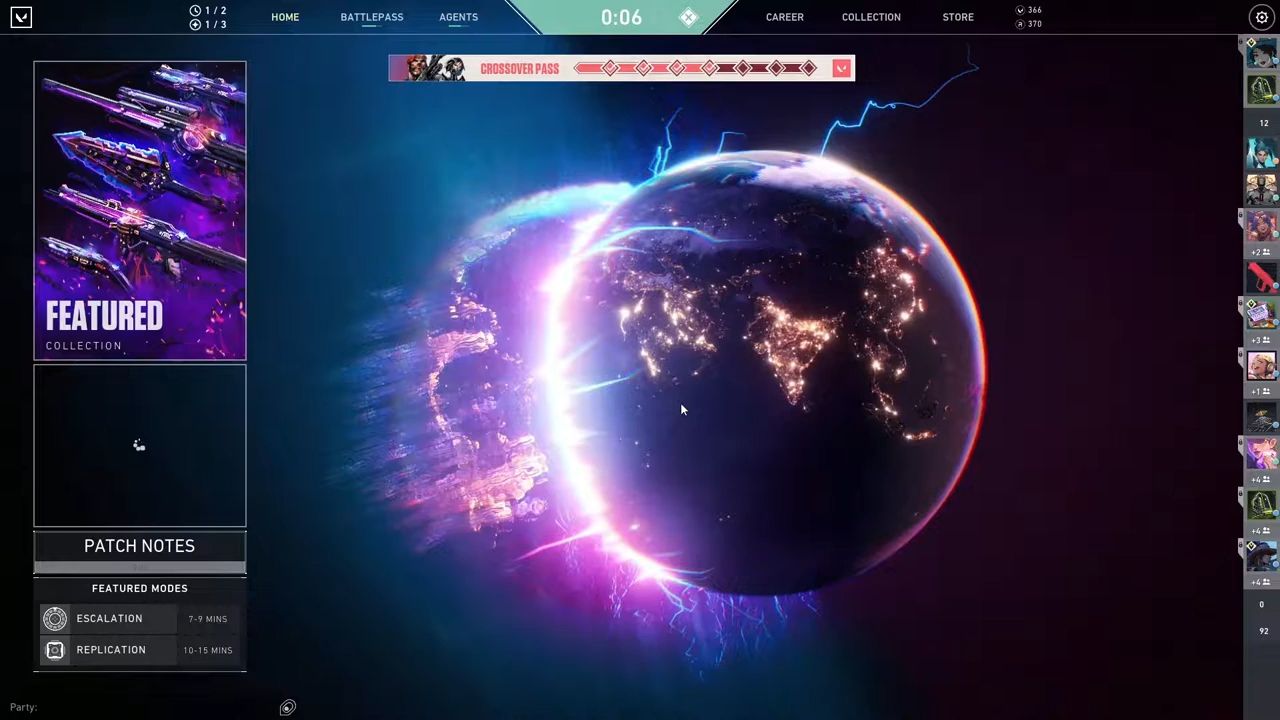 1 / 2
1 / 3
HOME
BATTLEPASS
AGENTS
0:06
CAREER
COLLECTION
STORE
366
370
CROSSOVER PASS
FEATURED
COLLECTION
PATCH NOTES
FEATURED MODES
ESCALATION 7-9 MINS
REPLICATION 10-15 MINS
Party:
12
+2
+3
+1
+4
+4
+4
0
92